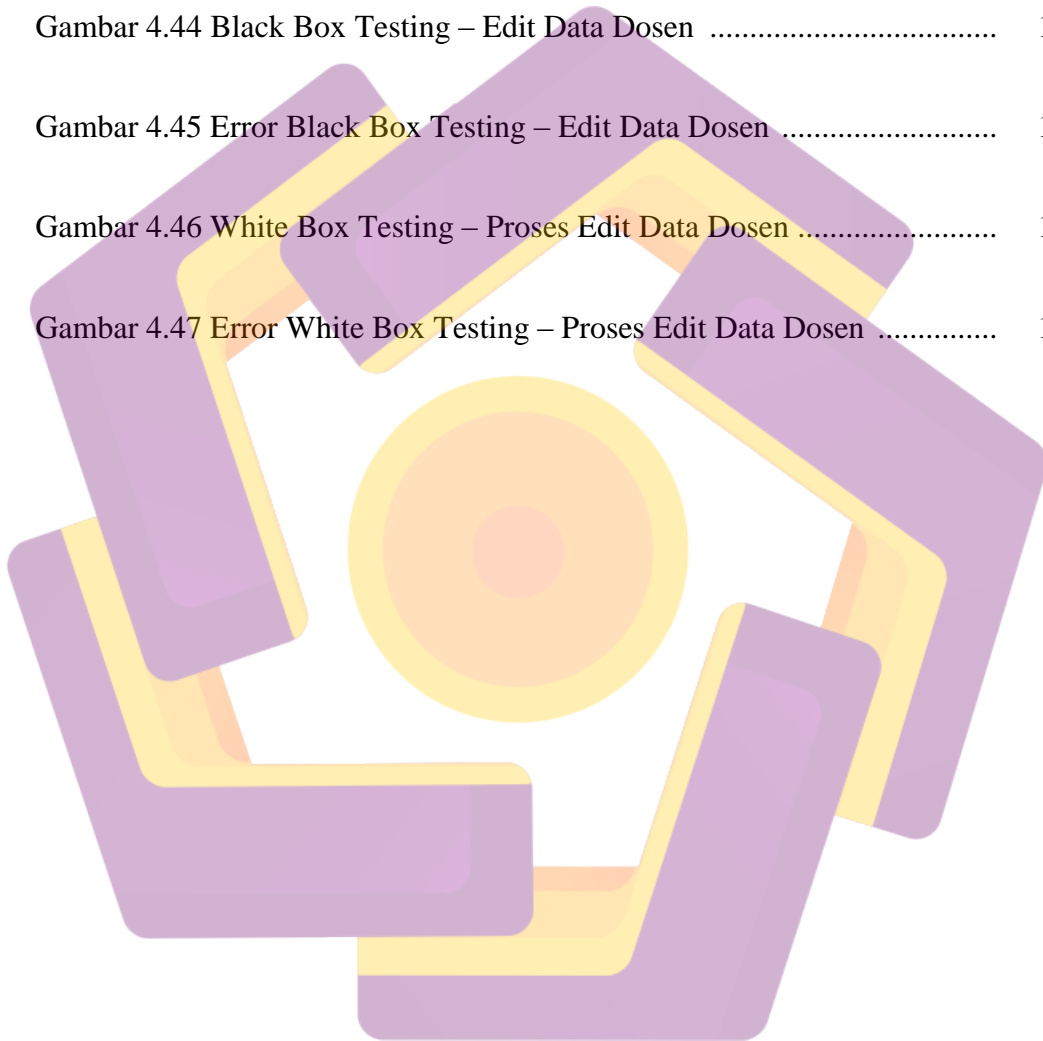 Gambar 4.44 Black Box Testing – Edit Data Dosen ....................................
Gambar 4.45 Error Black Box Testing – Edit Data Dosen ...........................
Gambar 4.46 White Box Testing – Proses Edit Data Dosen .........................
Gambar 4.47 Error White Box Testing – Proses Edit Data Dosen ...............